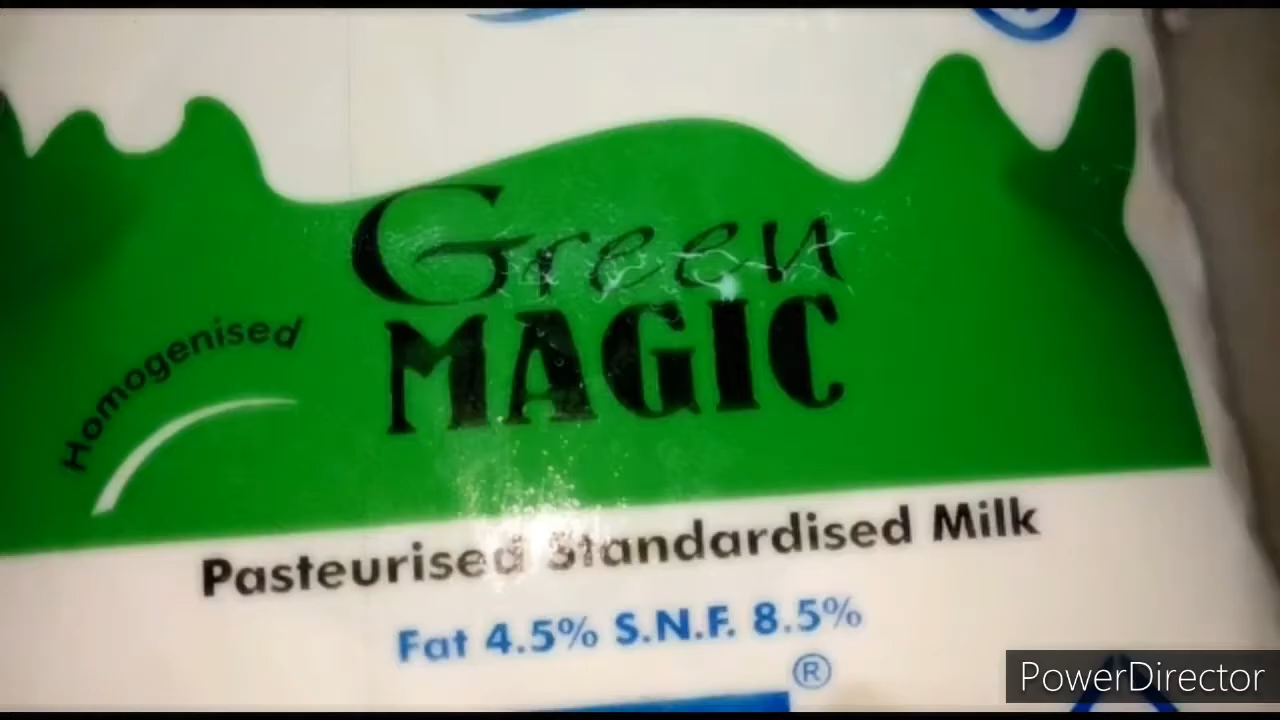 Green
MAGIC
Homogenised
Pasteurised Standardised Milk
Fat 4.5% S.N.F. 8.5%
®
PowerDirector